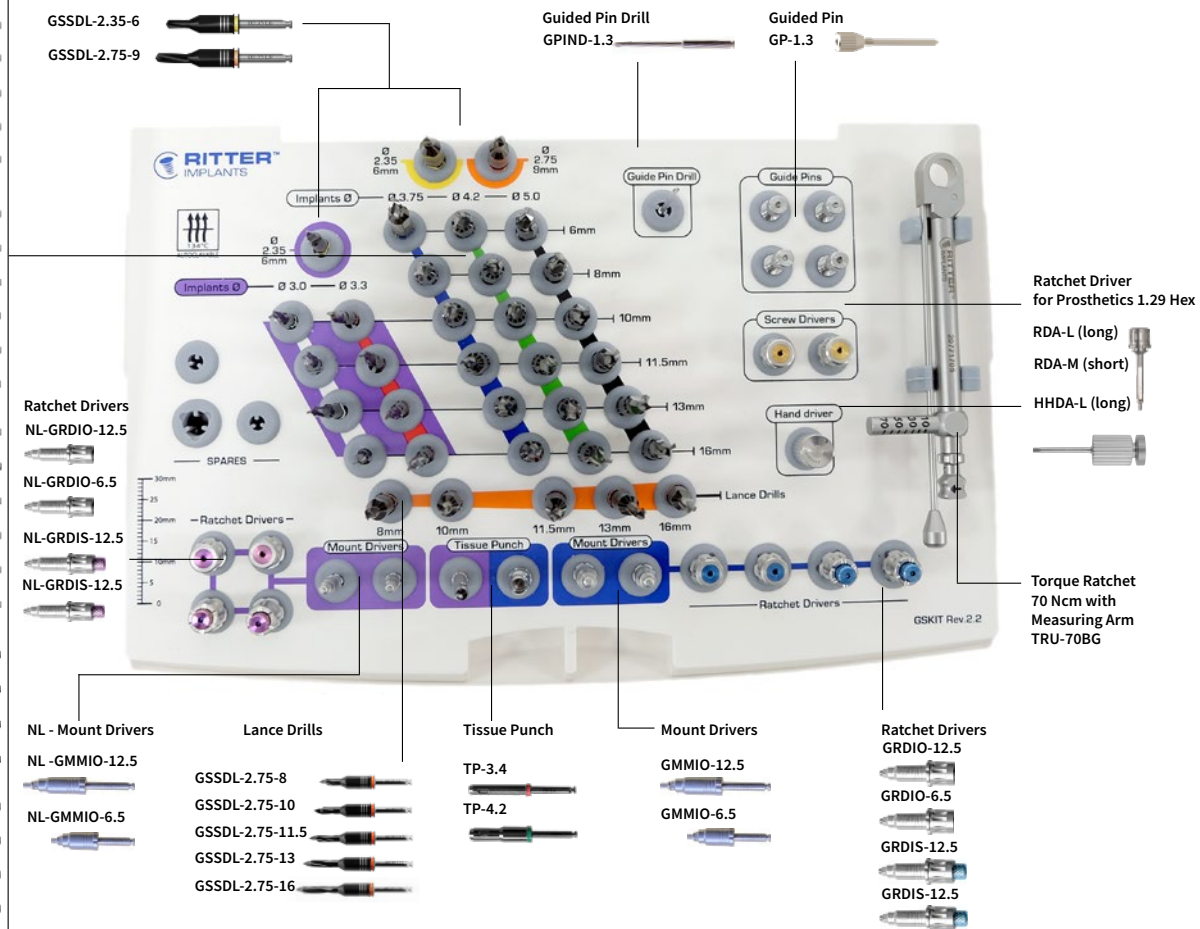 GSSDL-2.35-6
GSSDL-2.75-9
Guided Pin Drill
GPIND-1.3
Guided Pin
GP-1.3
RITTER™
IMPLANTS
134°C
Ø
2.35
6mm
Ø
2.75
9mm
Implants Ø
Ø 3.75 — Ø 4.2 — Ø 5.0
Guide Pin Drill
Guide Pins
6mm
8mm
10mm
11.5mm
13mm
16mm
Ø
2.35
6mm
Implants Ø
Ø 3.0 — Ø 3.3
Screw Drivers
Hand driver
SPARES
Lance Drills
8mm
10mm
11.5mm
13mm
16mm
30mm
25
20mm
10mm
5
0
Ratchet Drivers
Mount Drivers
Tissue Punch
Mount Drivers
Ratchet Drivers
GSKIT Rev.2.2
Ratchet Driver
for Prosthetics 1.29 Hex
RDA-L (long)
RDA-M (short)
HHDA-L (long)
Torque Ratchet
70 Ncm with
Measuring Arm
TRU-70BG
Ratchet Drivers
NL-GRDIO-12.5
NL-GRDIO-6.5
NL-GRDIS-12.5
NL-GRDIS-12.5
NL - Mount Drivers
NL -GMMIO-12.5
NL-GMMIO-6.5
Lance Drills
GSSDL-2.75-8
GSSDL-2.75-10
GSSDL-2.75-11.5
GSSDL-2.75-13
GSSDL-2.75-16
Tissue Punch
TP-3.4
TP-4.2
Mount Drivers
GMMIO-12.5
GMMIO-6.5
Ratchet Drivers
GRDIO-12.5
GRDIO-6.5
GRDIS-12.5
GRDIS-12.5